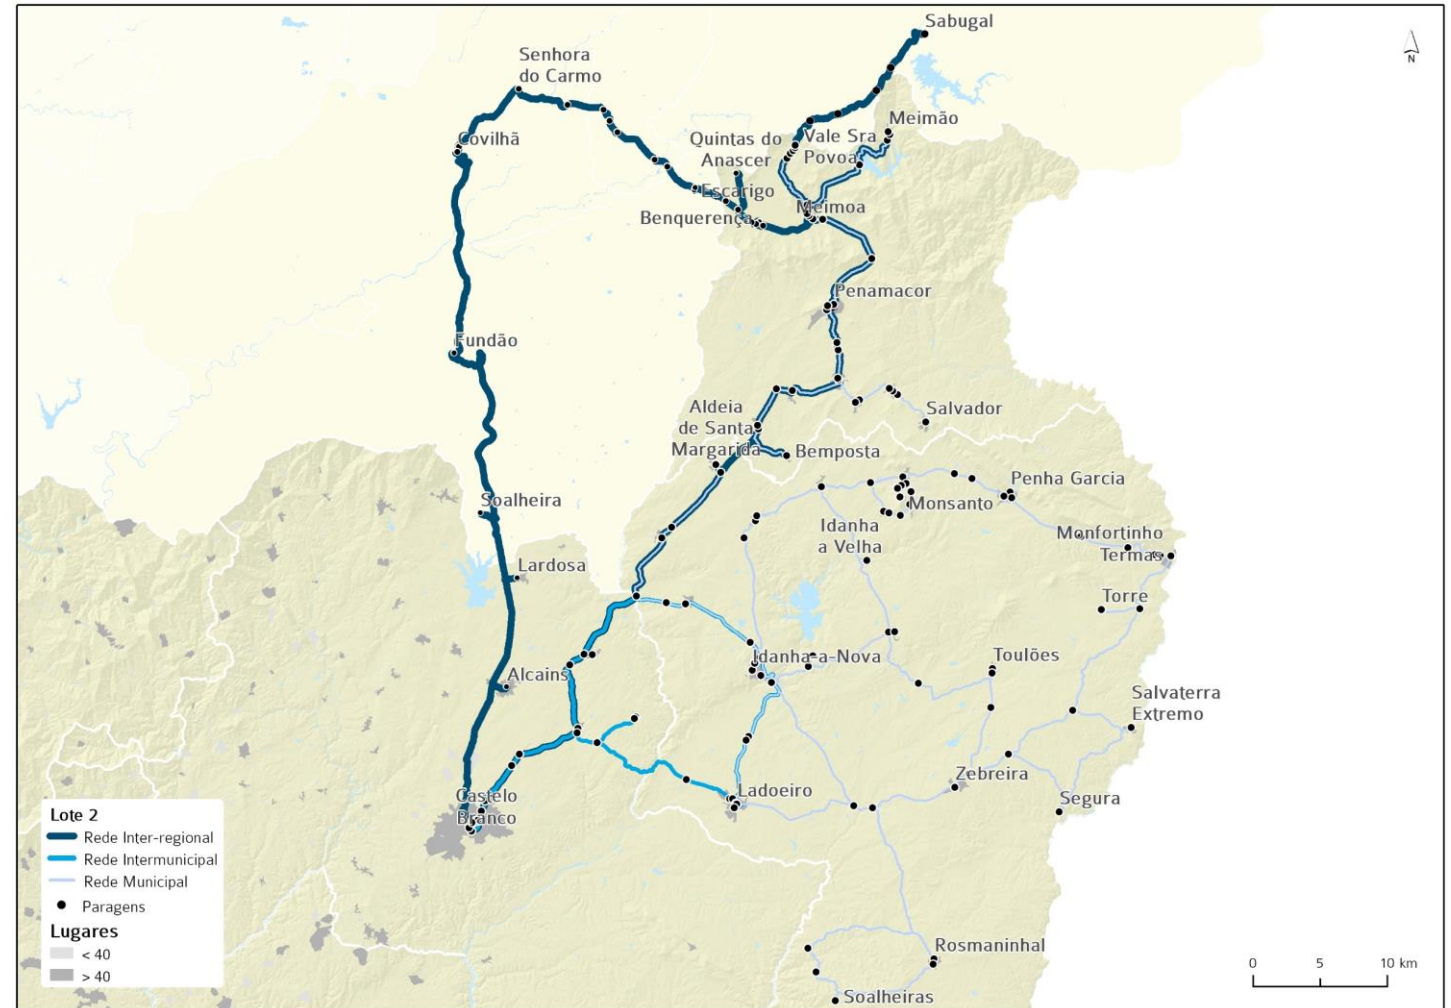 Sabugal
N
Senhora
do Carmo
Meimão
Covilhã
Quintas do
Anascer
Vale Sra
Povoa
Escarigo
Benquerença
Meimoa
Penamacor
Fundão
Aldeia
de Santa
Margarida
Salvador
Bemposta
Penha Garcia
Soalheira
Monsanto
Idanha
a Velha
Monfortinho
Termas
Lardosa
Torre
Idanha-a-Nova
Toulões
Alcains
Salvaterra
Extremo
Zebreira
Castelo
Branco
Ladoeiro
Segura
Lote 2
Rede Inter-regional
Rede Intermunicipal
Rede Municipal
Paragens
Lugares
< 40
> 40
Rosmaninhal
Soalheiras
0 5 10 km